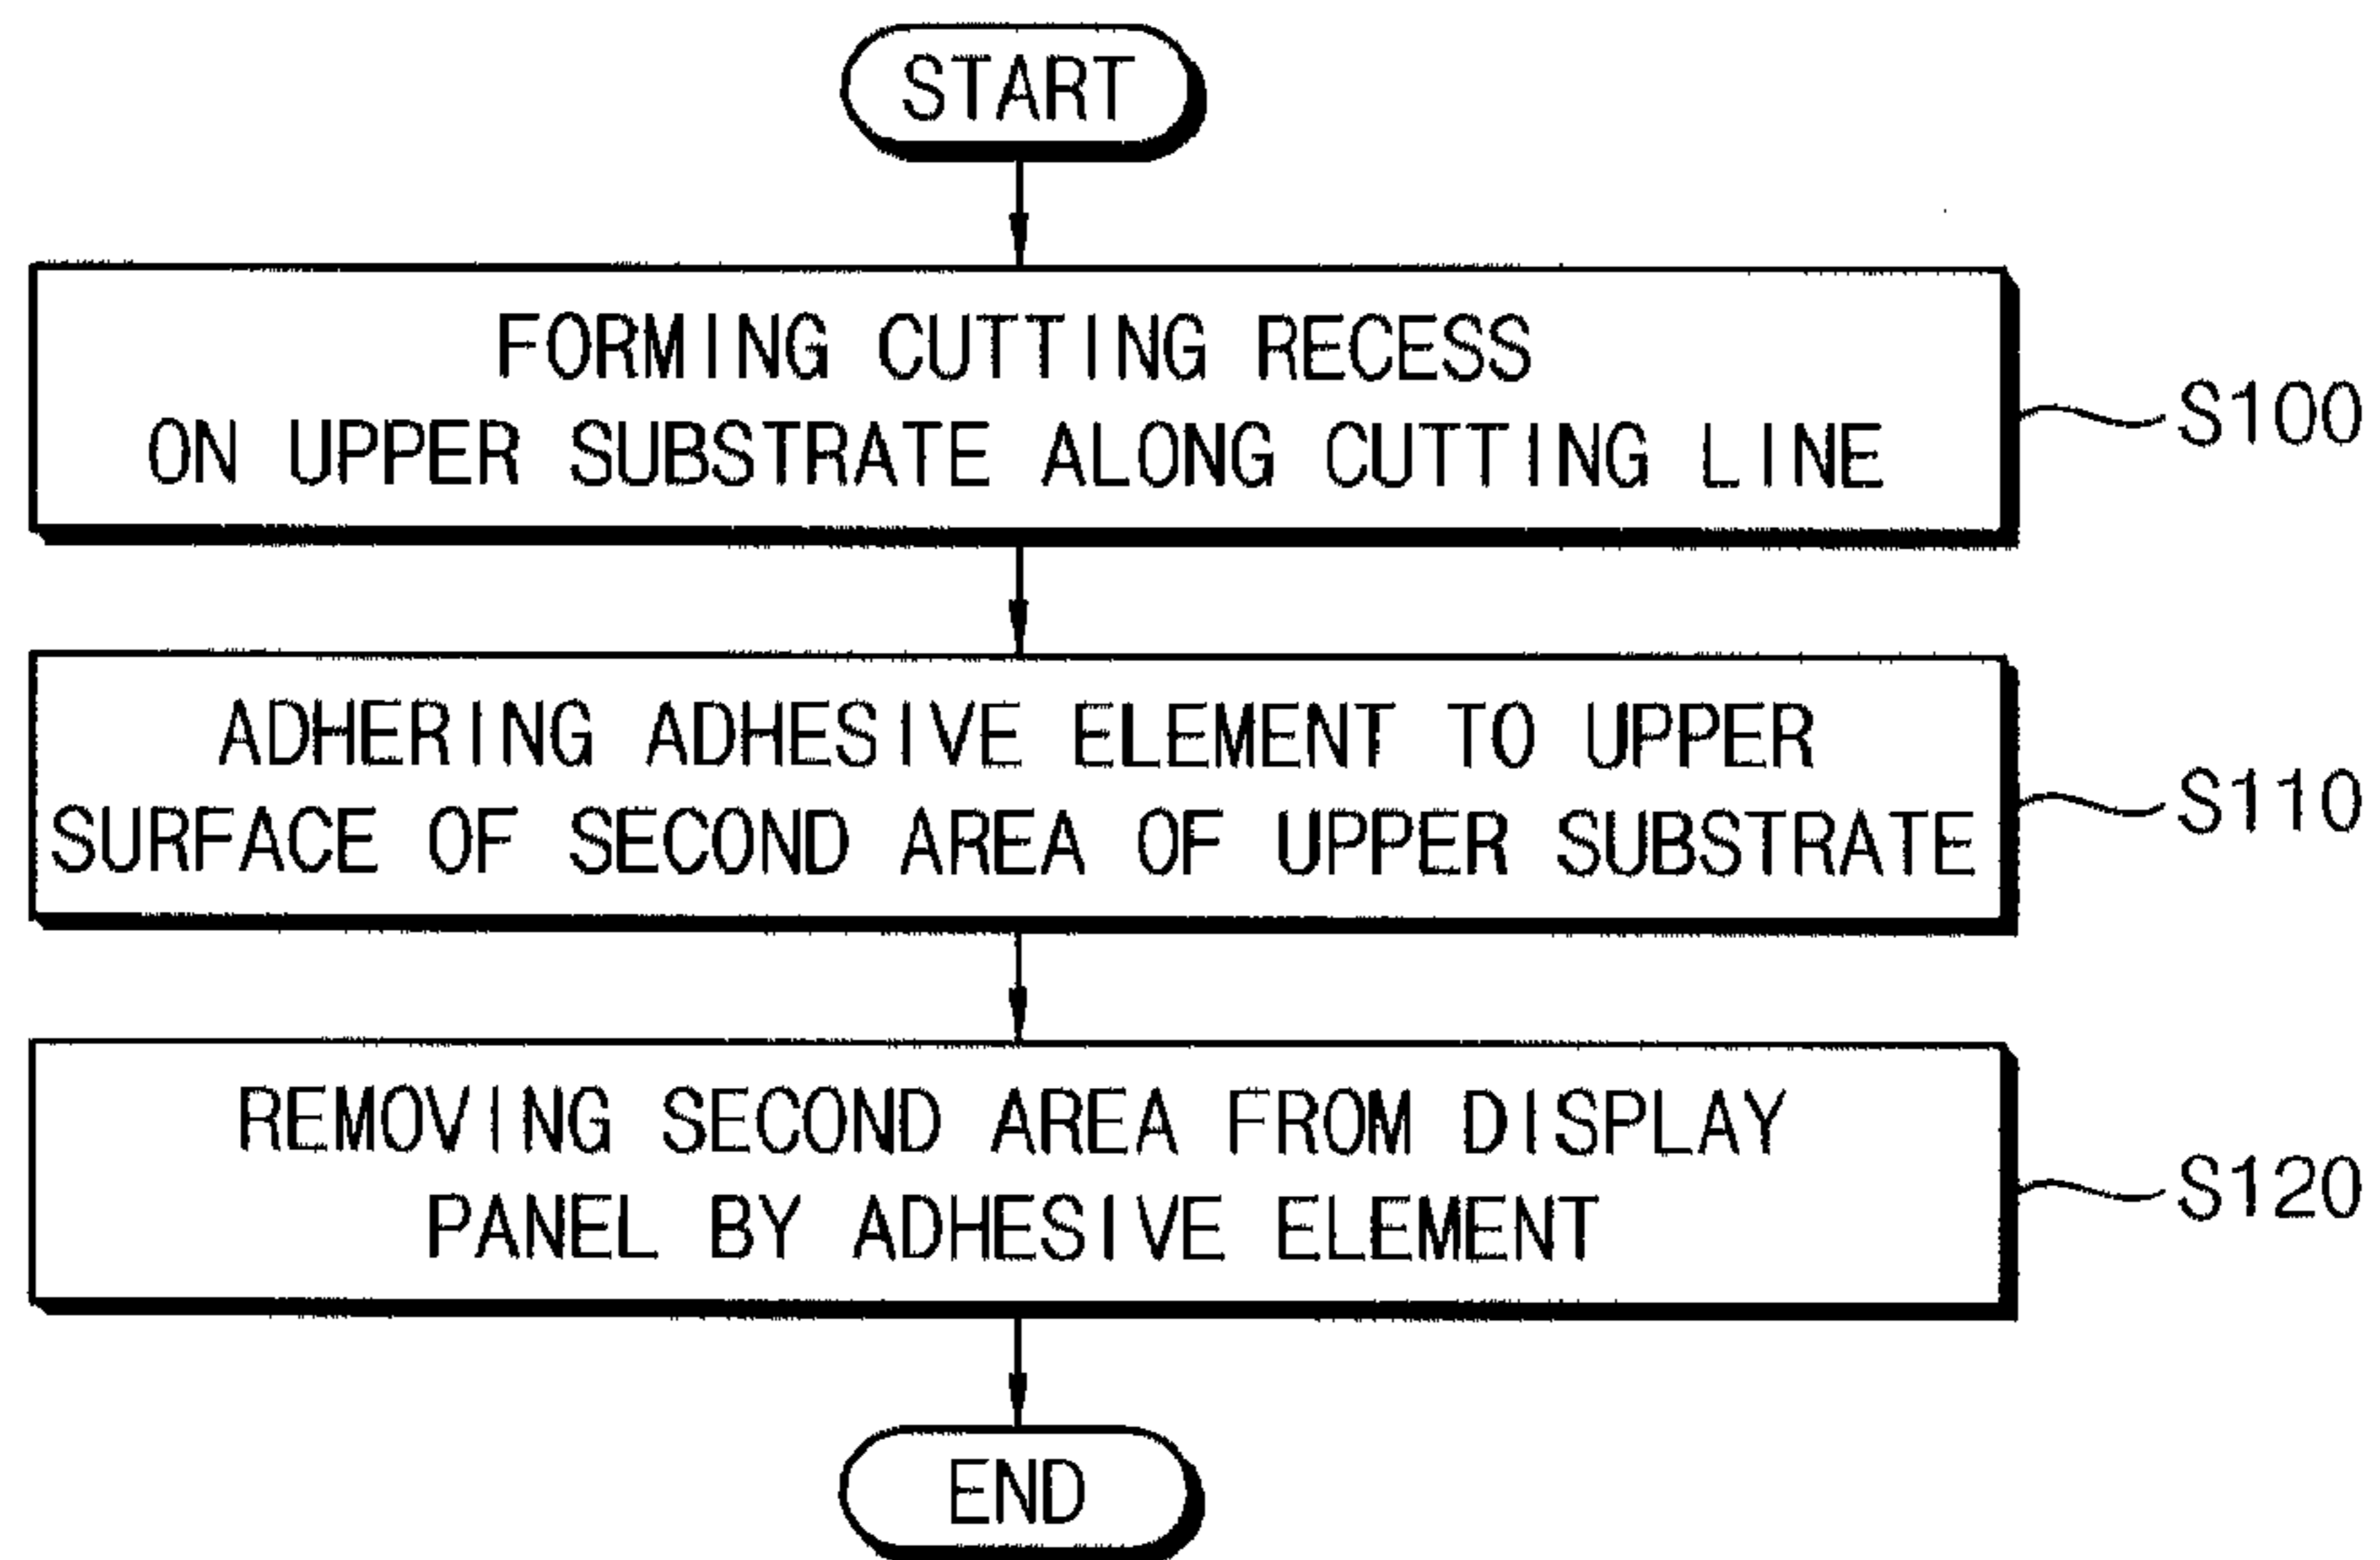 START
FORMING CUTTING RECESS
ON UPPER SUBSTRATE ALONG CUTTING LINE
S100
ADHERING ADHESIVE ELEMENT TO UPPER
SURFACE OF SECOND AREA OF UPPER SUBSTRATE
S110
REMOVING SECOND AREA FROM DISPLAY
PANEL BY ADHESIVE ELEMENT
S120
END